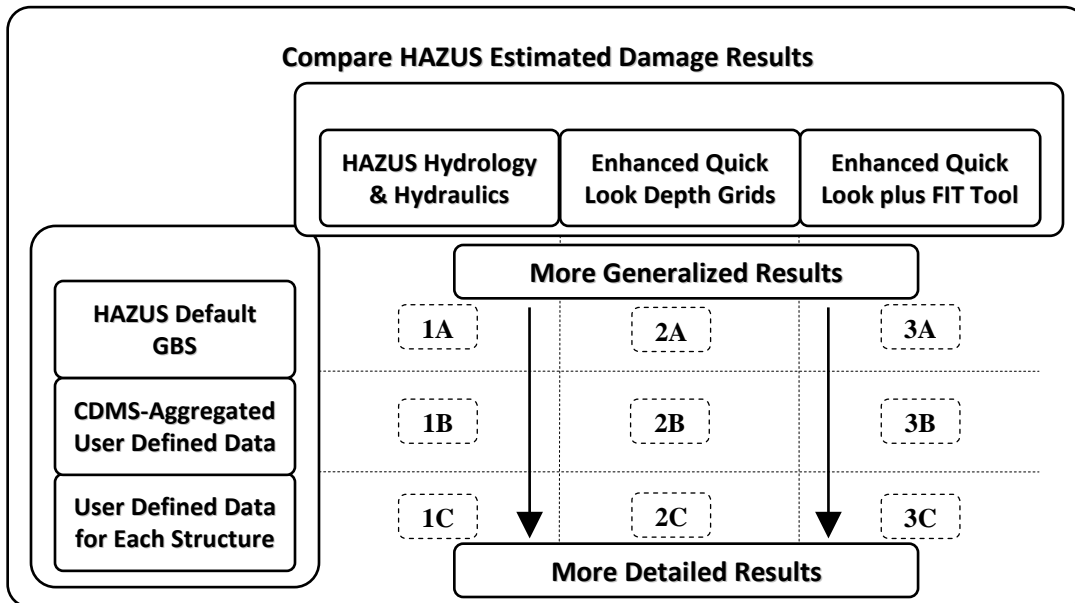 Compare HAZUS Estimated Damage Results
HAZUS Hydrology
& Hydraulics
Enhanced Quick
Look Depth Grids
Enhanced Quick
Look plus FIT Tool
More Generalized Results
HAZUS Default
GBS
1A
2A
3A
CDMS-Aggregated
User Defined Data
1B
2B
3B
User Defined Data
for Each Structure
1C
2C
3C
More Detailed Results